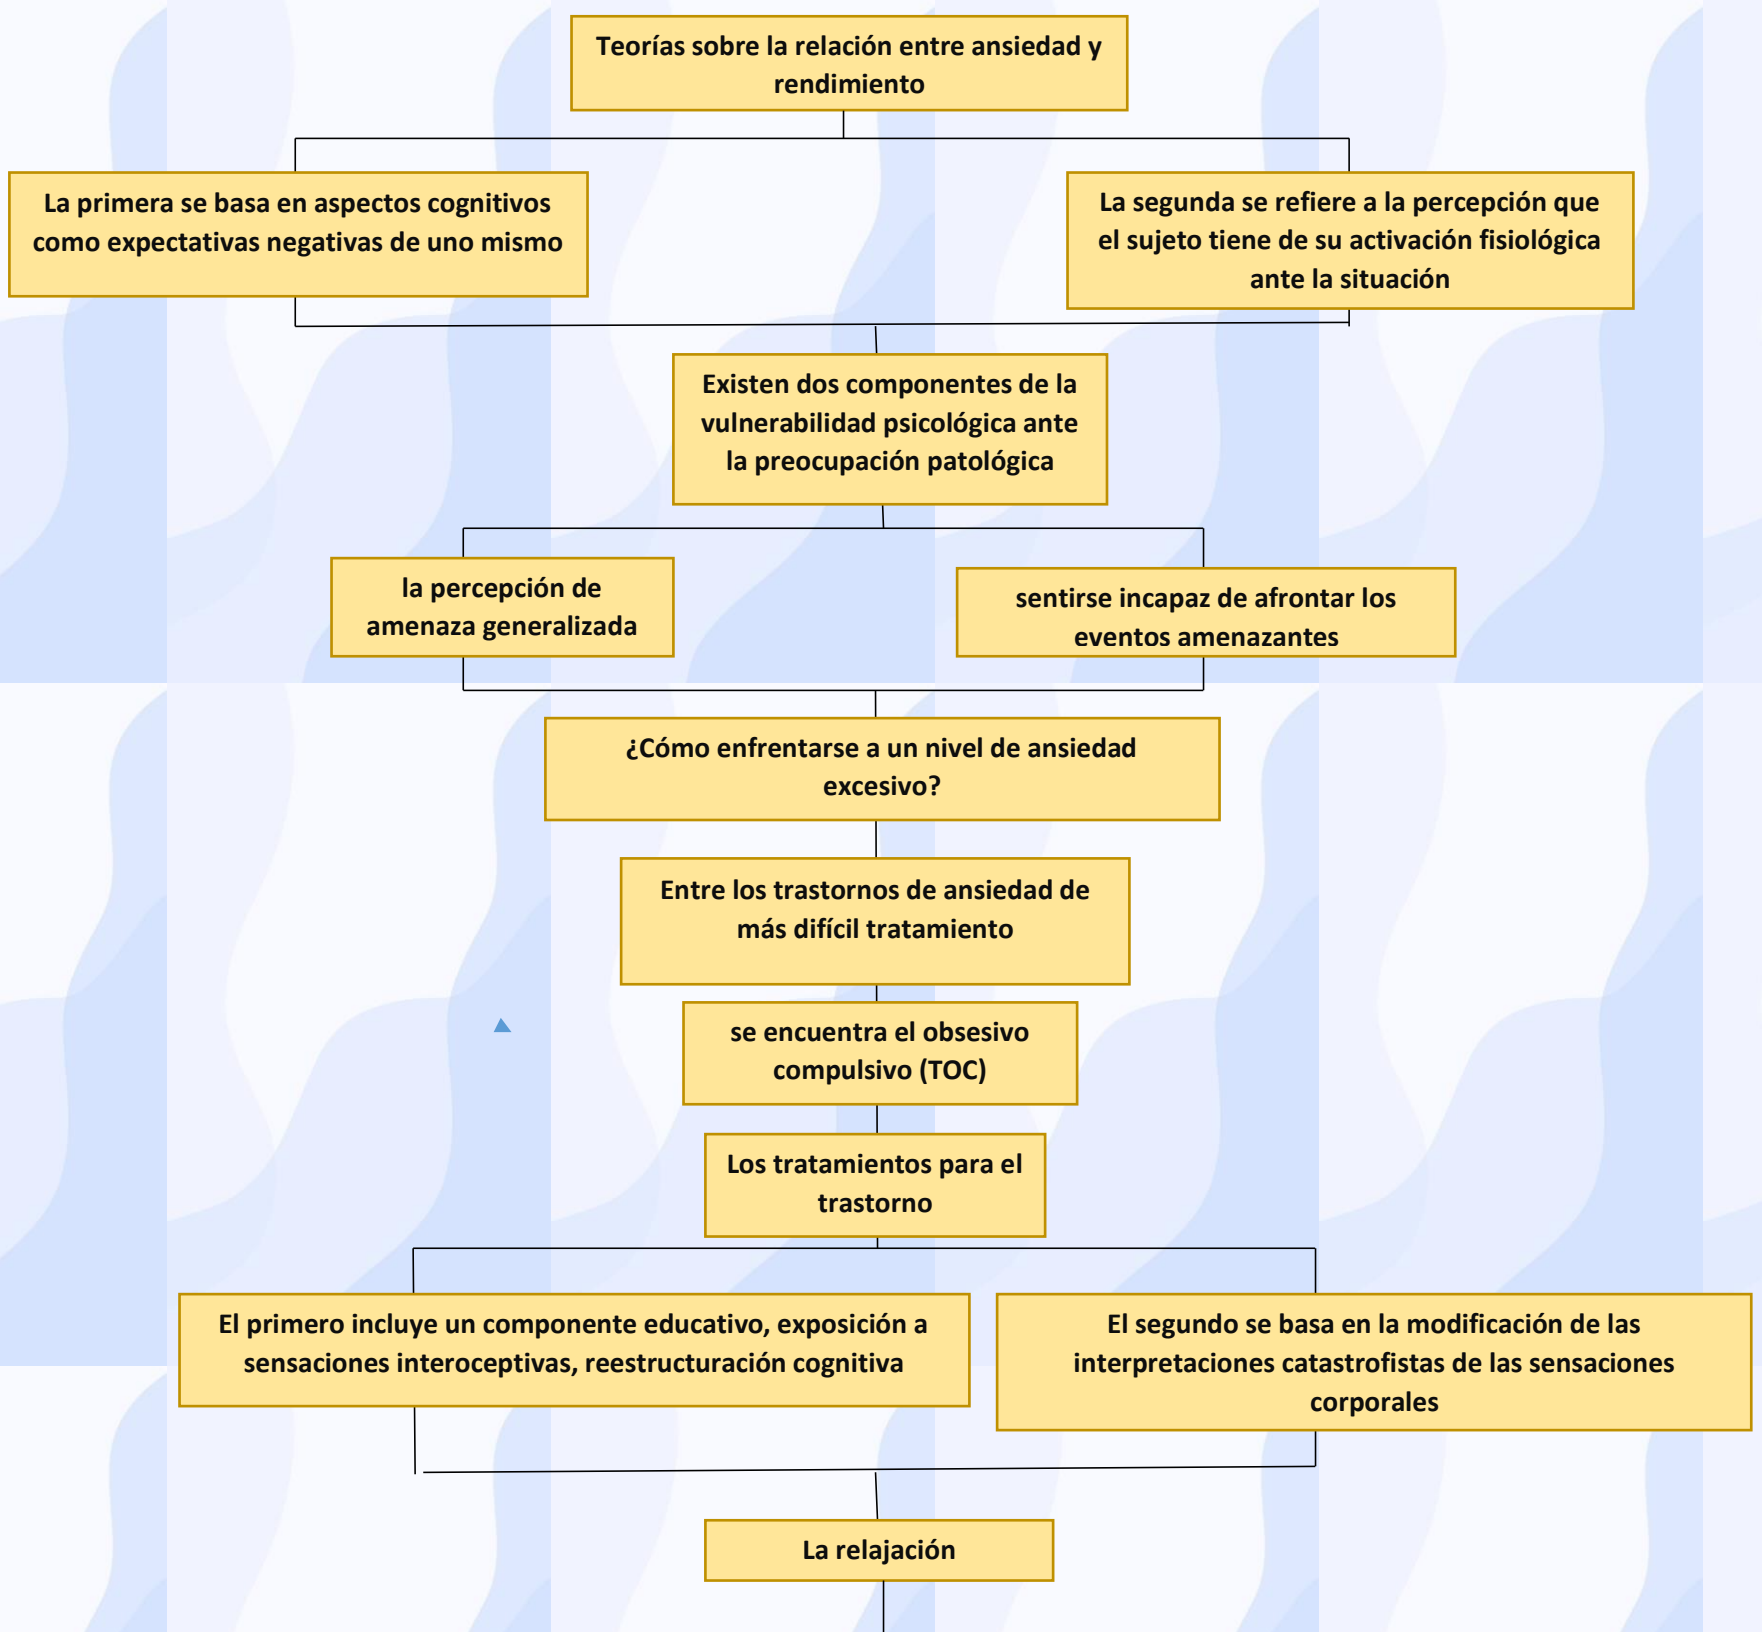 Teorías sobre la relación entre ansiedad y
rendimiento
La primera se basa en aspectos cognitivos
como expectativas negativas de uno mismo
La segunda se refiere a la percepción que
el sujeto tiene de su activación fisiológica
ante la situación
Existen dos componentes de la
vulnerabilidad psicológica ante
la preocupación patológica
la percepción de
amenaza generalizada
sentirse incapaz de afrontar los
eventos amenazantes
¿Cómo enfrentarse a un nivel de ansiedad
excesivo?
Entre los trastornos de ansiedad de
más difícil tratamiento
se encuentra el obsesivo
compulsivo (TOC)
Los tratamientos para el
trastorno
El primero incluye un componente educativo, exposición a
sensaciones interoceptivas, reestructuración cognitiva
El segundo se basa en la modificación de las
interpretaciones catastrofistas de las sensaciones
corporales
La relajación